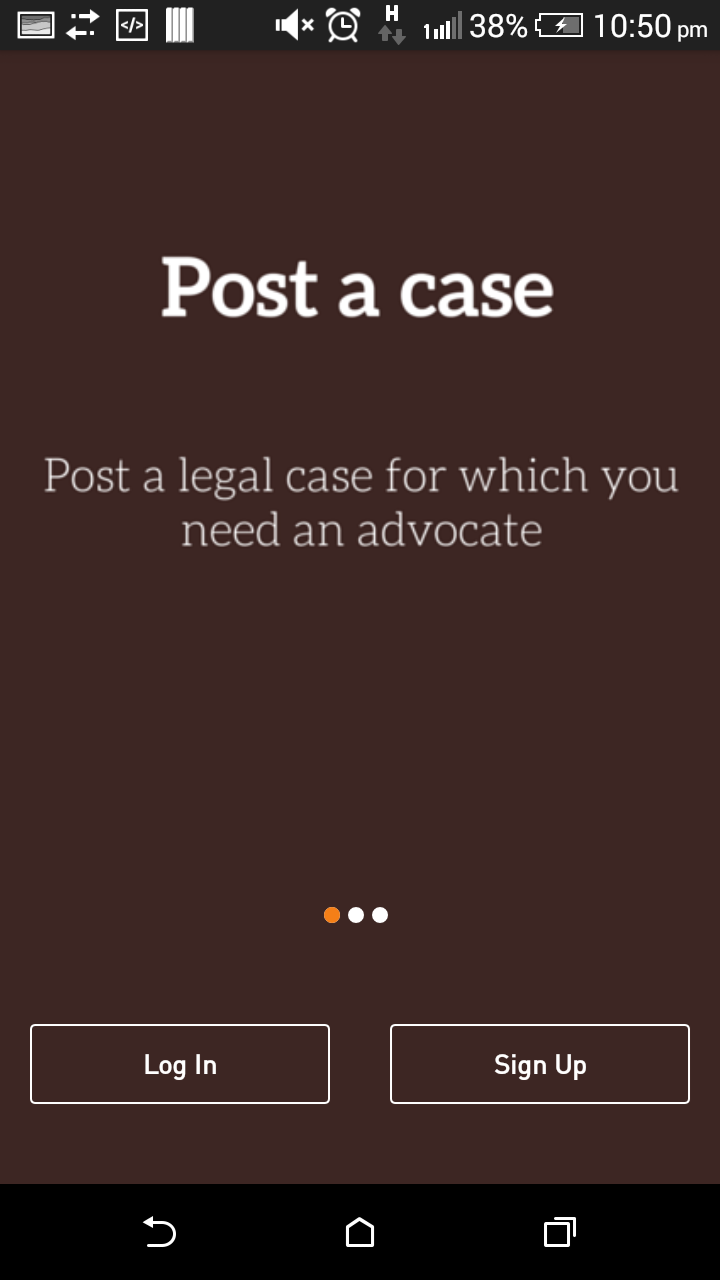 H
1 38% 10:50 pm
Post a case
Post a legal case for which you
need an advocate
Log In
Sign Up